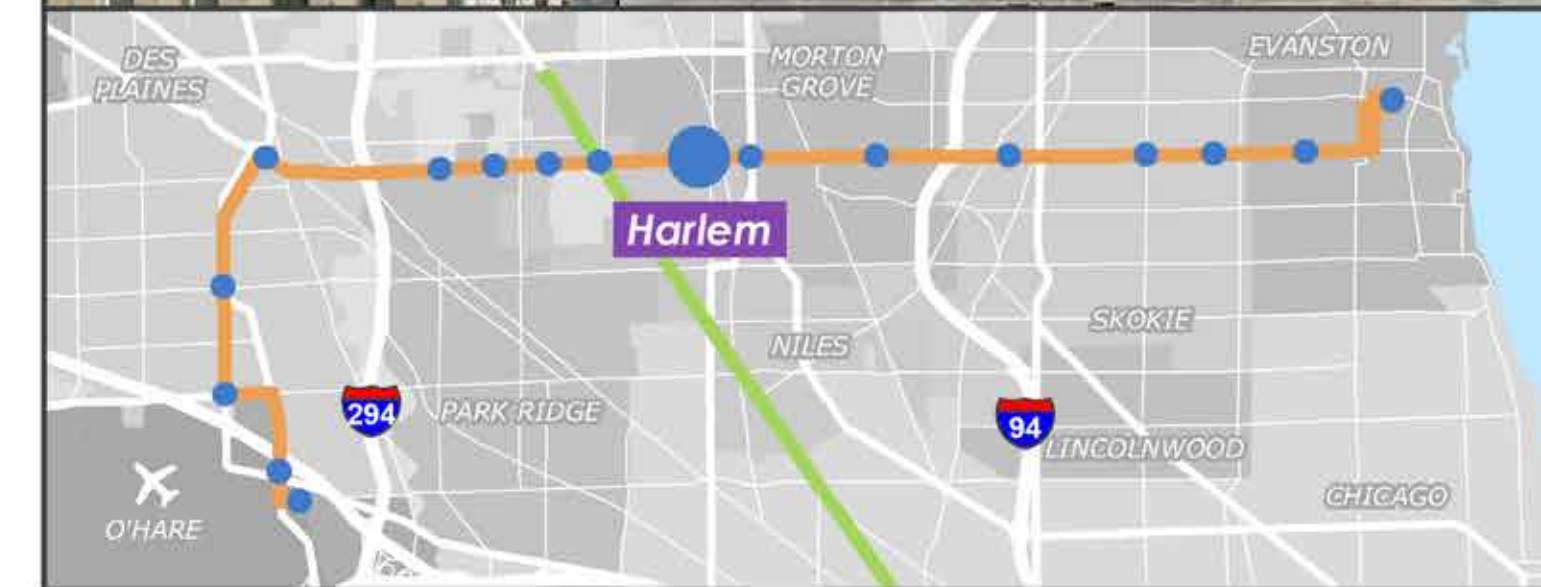 DES
PLAINES
MORTON
GROVE
EVANSTON
Harlem
SKOKIE
NILES
294
PARK RIDGE
94
LINCOLNWOOD
CHICAGO
O'HARE